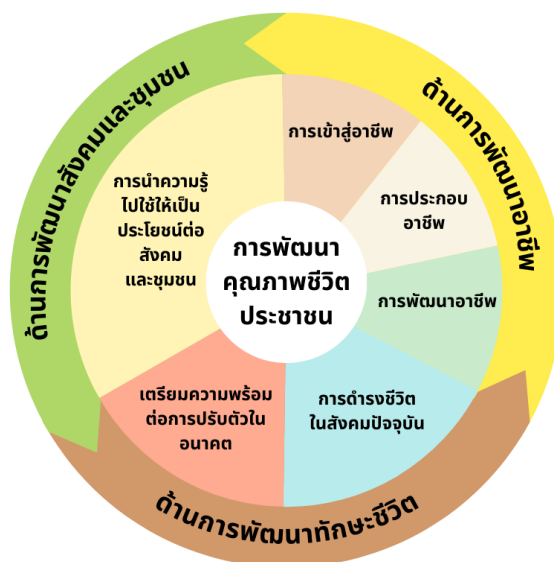 ด้านการพัฒนาสังคมและชุมชน
ด้านการพัฒนาอาชีพ
การเข้าสู่อาชีพ
การประกอบ
อาชีพ
การพัฒนาอาชีพ
การนำความรู้
ไปใช้ให้เป็น
ประโยชน์ต่อ
สังคม
และชุมชน
การพัฒนา
คุณภาพชีวิต
ประชาชน
เตรียมความพร้อม
ต่อการปรับตัวใน
อนาคต
การดำรงชีวิต
ในสังคมปัจจุบัน
ด้านการพัฒนาทักษะชีวิต